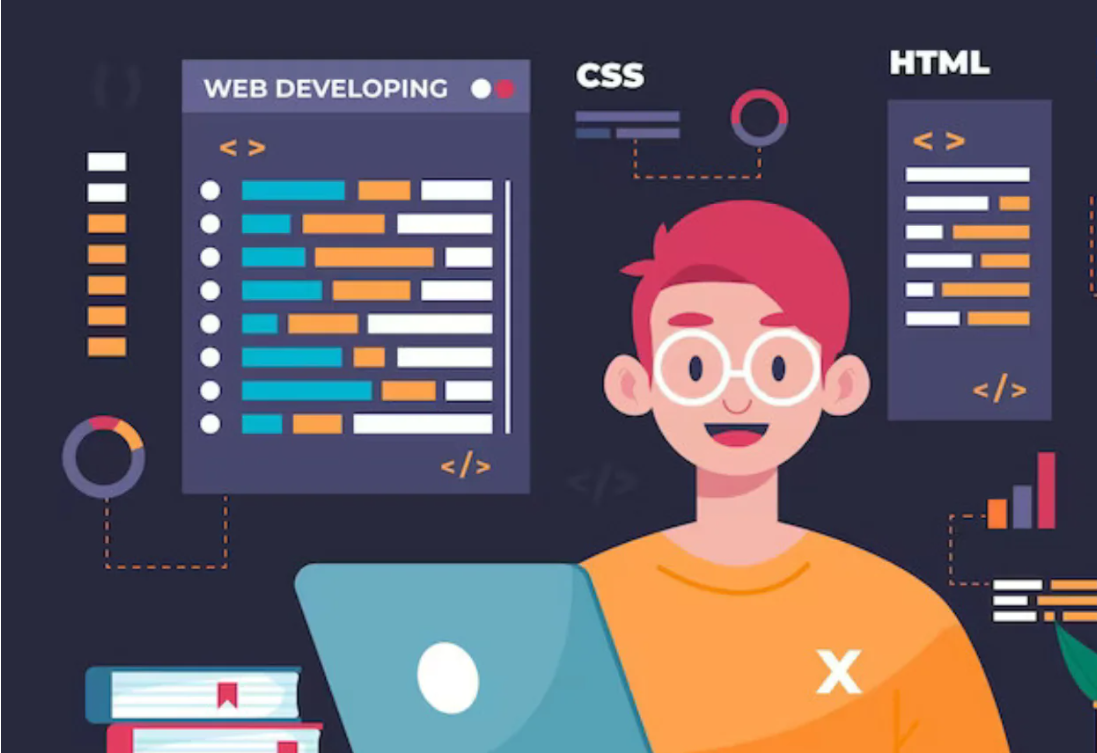 { }
WEB DEVELOPING
< >
</>
CSS
HTML
< >
</>
</>
X